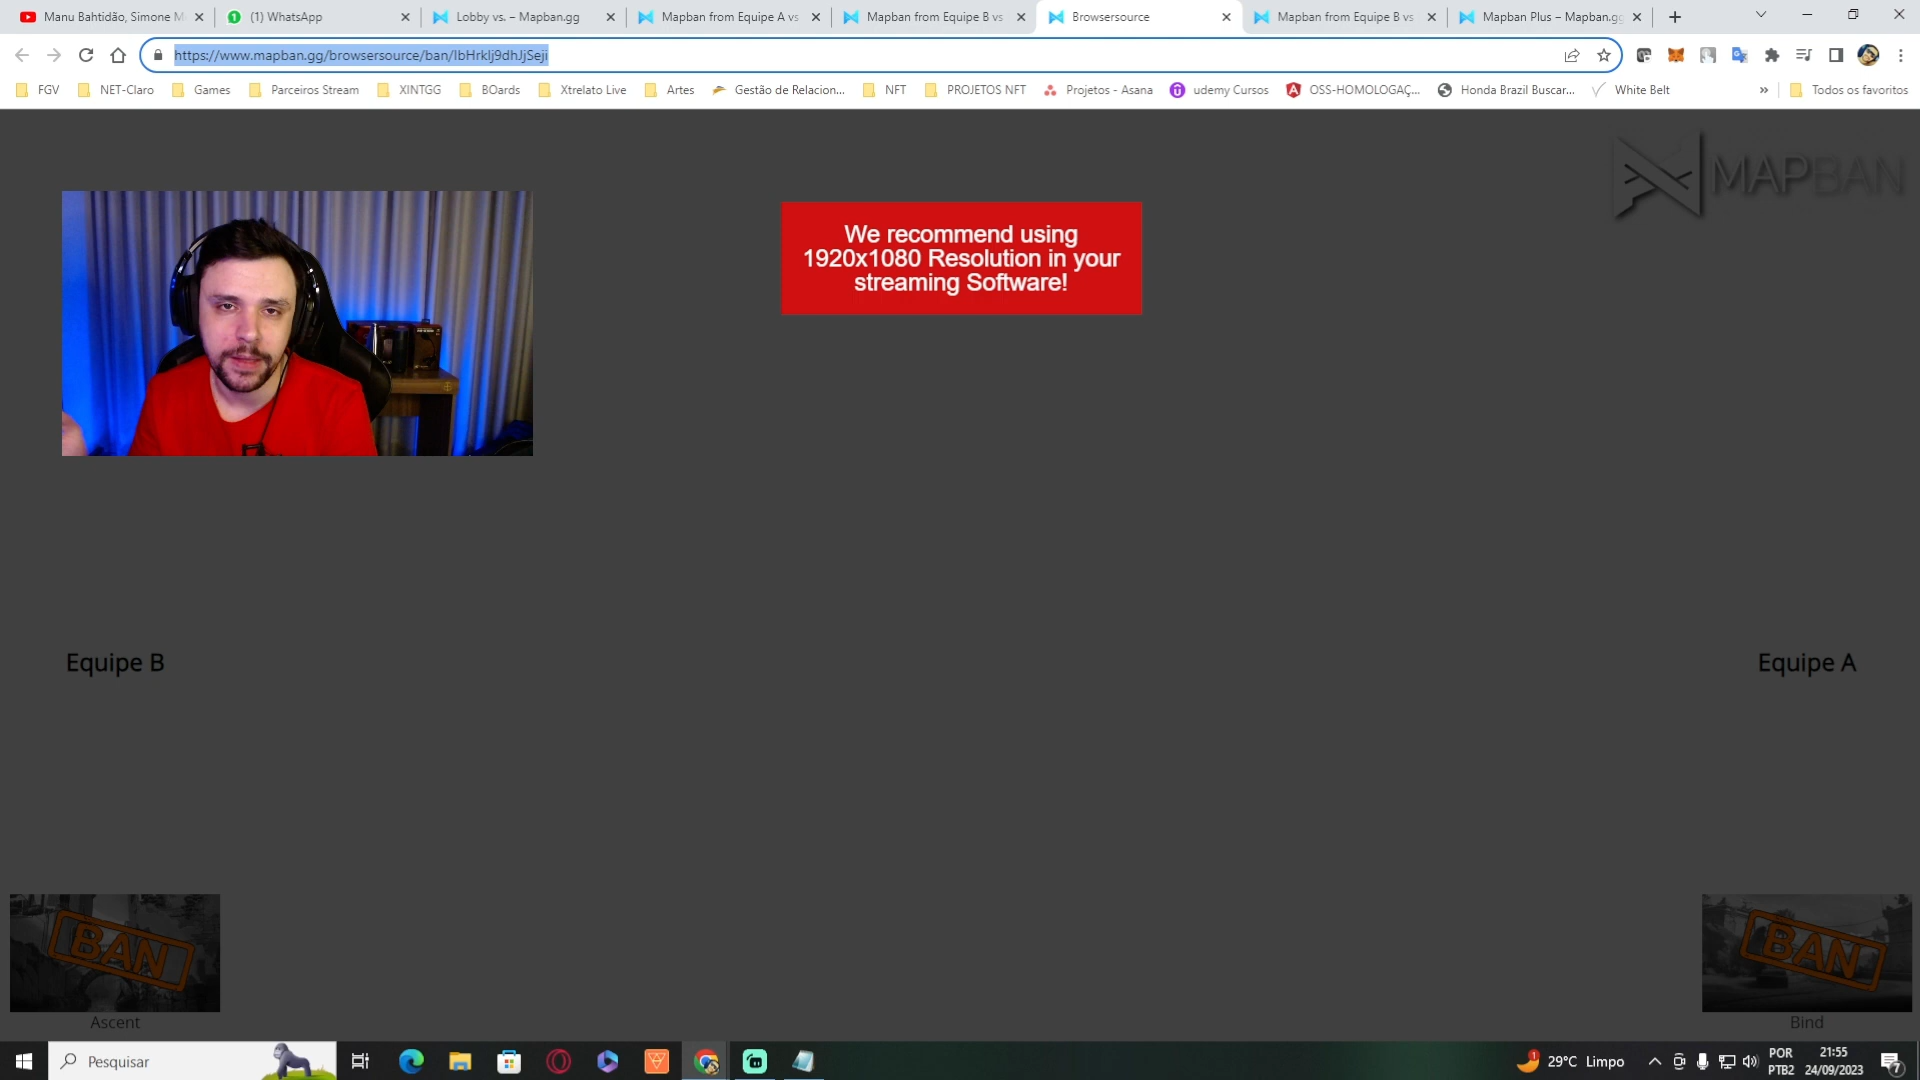 Manu Bahtidão, Simone M
(1) WhatsApp
Lobby vs. – Mapban.gg
Mapban from Equipe A vs
Mapban from Equipe B vs
Browsersource
Mapban from Equipe B vs
Mapban Plus – Mapban.gg
https://www.mapban.gg/browsersource/ban/IbHrkIj9dhJjSeji
FGV
NET-Claro
Games
Parceiros Stream
XINTGG
BOards
Xtrelato Live
Artes
Gestão de Relacion...
NFT
PROJETOS NFT
Projetos - Asana
udemy Cursos
OSS-HOMOLOGAÇ...
Honda Brazil Buscar...
White Belt
»
Todos os favoritos
MAPBAN
We recommend using
1920x1080 Resolution in your
streaming Software!
Equipe B
Equipe A
BAN
BAN
Ascent
Bind
Pesquisar
1
29°C Limpo
POR
PTB2
21:55
24/09/2023
7